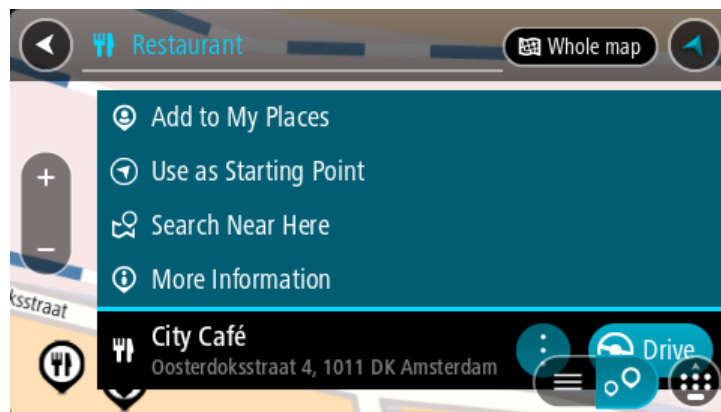 Restaurant
Whole map
Add to My Places
Use as Starting Point
Search Near Here
More Information
ksstraat
City Café
Drive
Oosterdoksstraat 4, 1011 DK Amsterdam